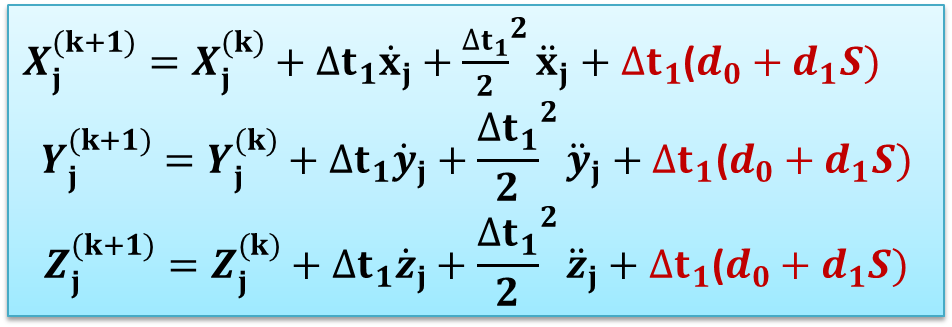 X_j^(k+1) = X_j^(k) + Δt₁ẋ_j + Δt₁²/2 ẍ_j + Δt₁(d₀ + d₁S)
Y_j^(k+1) = Y_j^(k) + Δt₁ẏ_j + Δt₁²/2 ÿ_j + Δt₁(d₀ + d₁S)
Z_j^(k+1) = Z_j^(k) + Δt₁ż_j + Δt₁²/2 z̈_j + Δt₁(d₀ + d₁S)